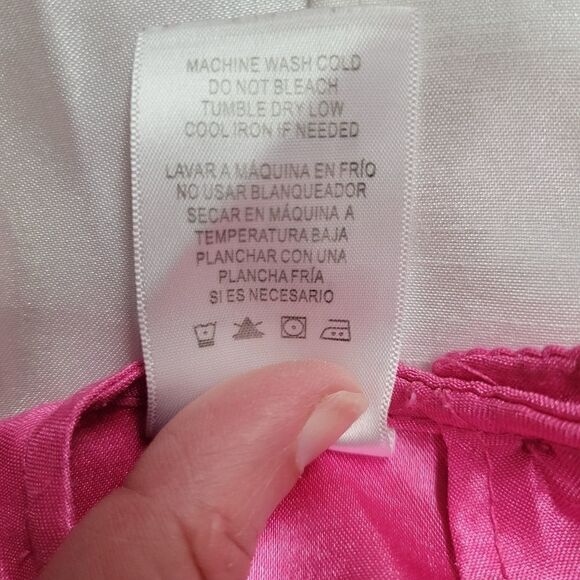 MACHINE WASH COLD
DO NOT BLEACH
TUMBLE DRY LOW
COOL IRON IF NEEDED
LAVAR A MÁQUINA EN FRÍO
NO USAR BLANQUEADOR
SECAR EN MÁQUINA A
TEMPERATURA BAJA
PLANCHAR CON UNA
PLANCHA FRÍA
SI ES NECESARIO